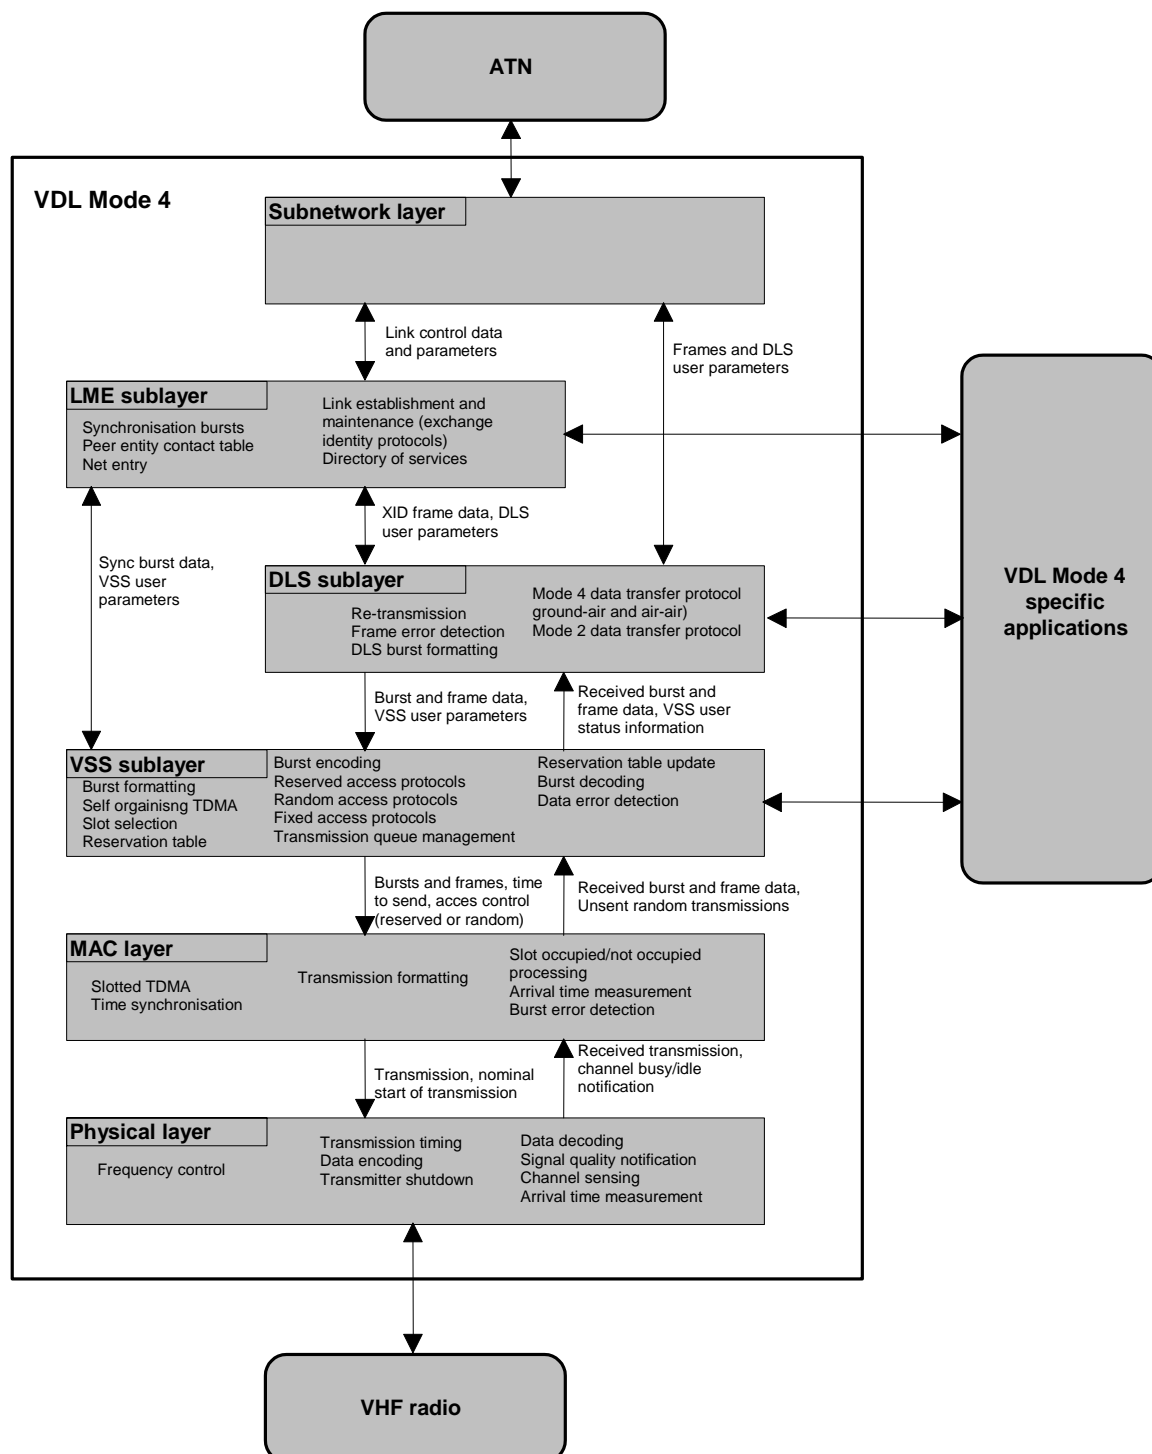 ATN
VDL Mode 4
Subnetwork layer
Link control data
and parameters
Frames and DLS
user parameters
LME sublayer
Synchronisation bursts
Peer entity contact table
Net entry
Link establishment and
maintenance (exchange
identity protocols)
Directory of services
XID frame data, DLS
user parameters
Sync burst data,
VSS user
parameters
DLS sublayer
Re-transmission
Frame error detection
DLS burst formatting
Mode 4 data transfer protocol
ground-air and air-air)
Mode 2 data transfer protocol
VDL Mode 4
specific
applications
Burst and frame data,
VSS user parameters
Received burst and
frame data, VSS user
status information
VSS sublayer
Burst formatting
Self orgainisng TDMA
Slot selection
Reservation table
Burst encoding
Reserved access protocols
Random access protocols
Fixed access protocols
Transmission queue management
Reservation table update
Burst decoding
Data error detection
Bursts and frames, time
to send, acces control
(reserved or random)
Received burst and frame data,
Unsent random transmissions
MAC layer
Slotted TDMA
Time synchronisation
Transmission formatting
Slot occupied/not occupied
processing
Arrival time measurement
Burst error detection
Transmission, nominal
start of transmission
Received transmission,
channel busy/idle
notification
Physical layer
Frequency control
Transmission timing
Data encoding
Transmitter shutdown
Data decoding
Signal quality notification
Channel sensing
Arrival time measurement
VHF radio